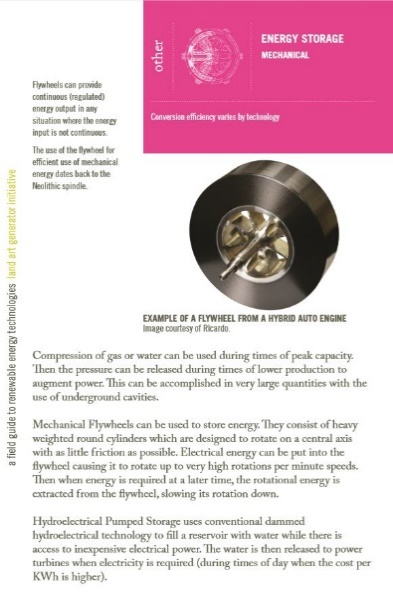 other
ENERGY STORAGE
MECHANICAL
Conversion efficiency varies by technology
Flywheels can provide
continuous (regulated)
energy output in any
situation where the energy
input is not continuous.
The use of the flywheel for
efficient use of mechanical
energy dates back to the
Neolithic spindle.
a field guide to renewable energy technologies land art generator initiative
EXAMPLE OF A FLYWHEEL FROM A HYBRID AUTO ENGINE
Image courtesy of Ricardo.
Compression of gas or water can be used during times of peak capacity.
Then the pressure can be released during times of lower production to
augment power. This can be accomplished in very large quantities with the
use of underground cavities.
Mechanical Flywheels can be used to store energy. They consist of heavy
weighted round cylinders which are designed to rotate on a central axis
with as little friction as possible. Electrical energy can be put into the
flywheel causing it to rotate up to very high rotations per minute speeds.
Then when energy is required at a later time, the rotational energy is
extracted from the flywheel, slowing its rotation down.
Hydroelectrical Pumped Storage uses conventional dammed
hydroelectrical technology to fill a reservoir with water while there is
access to inexpensive electrical power. The water is then released to power
turbines when electricity is required (during times of day when the cost per
KWh is higher).